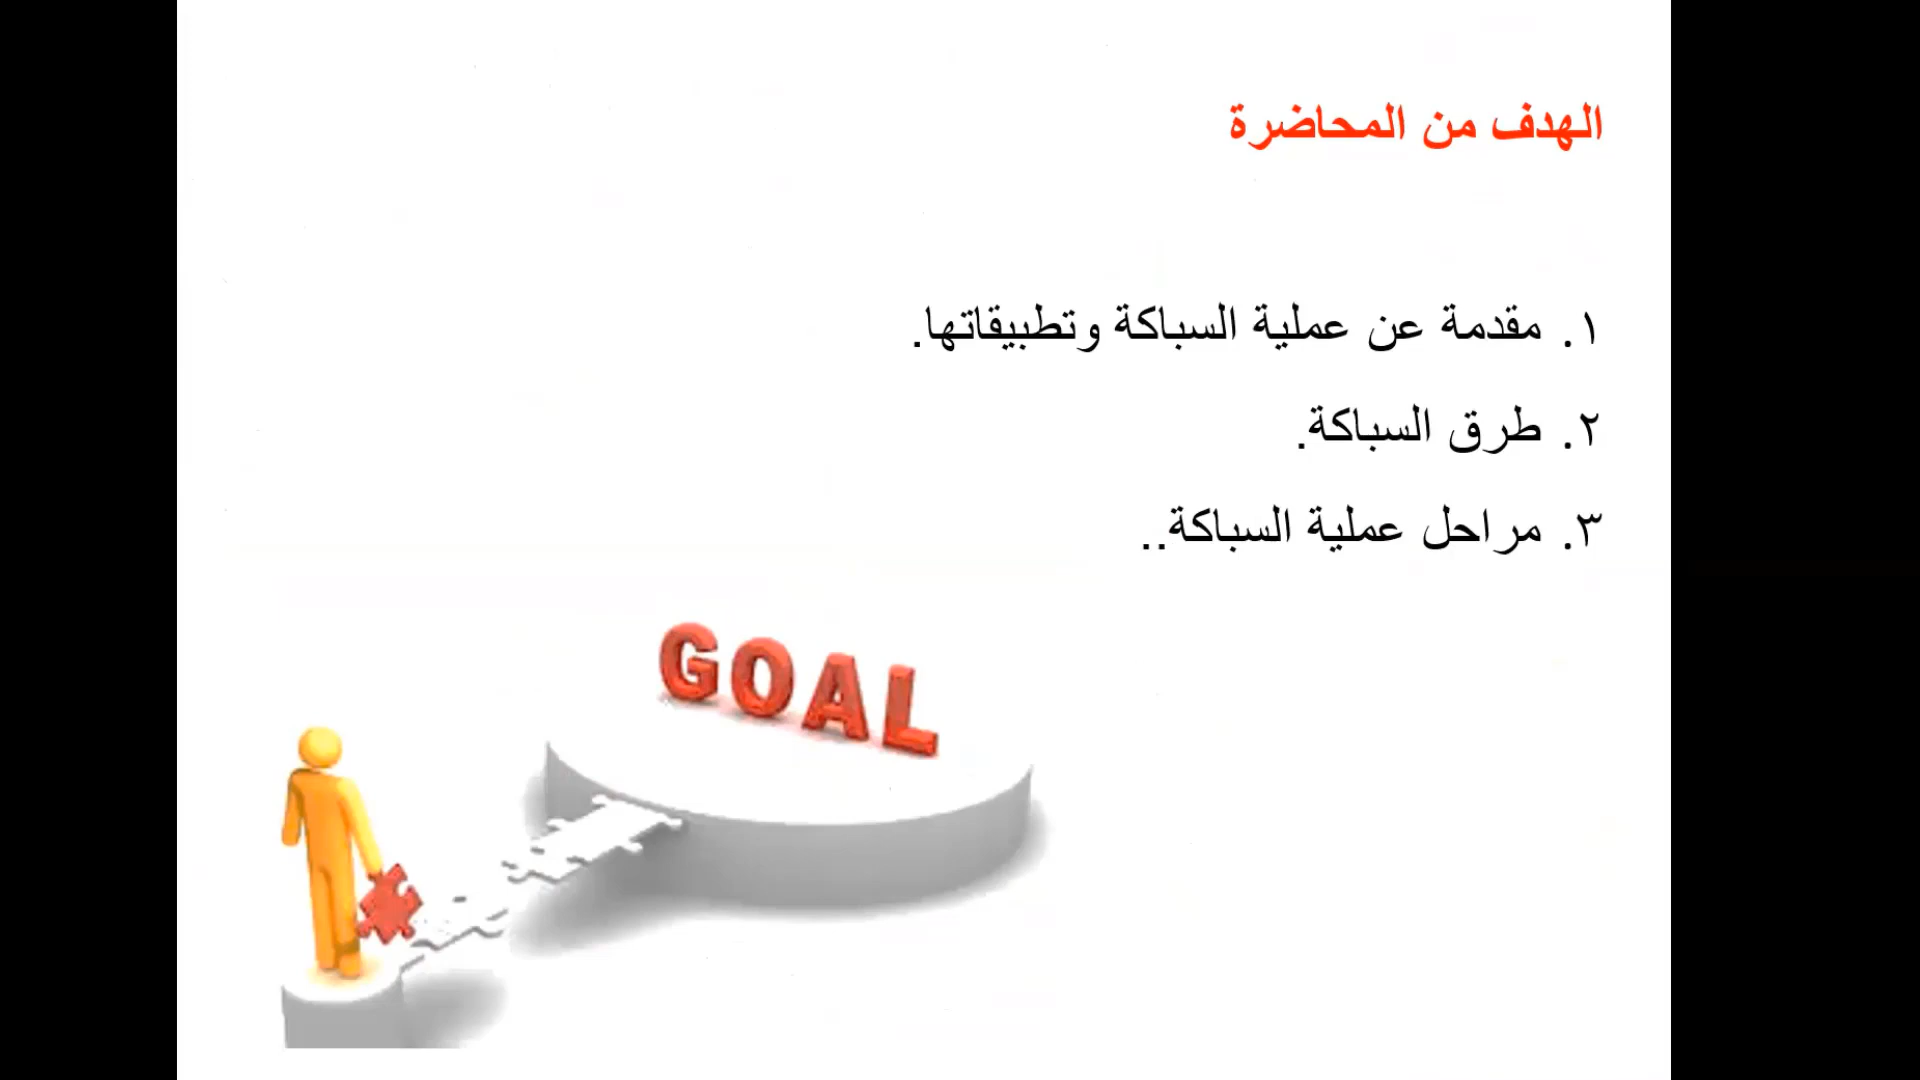 الهدف من المحاضرة
١. مقدمة عن عملية السباكة وتطبيقاتها.
٢. طرق السباكة.
٣. مراحل عملية السباكة..
GOAL